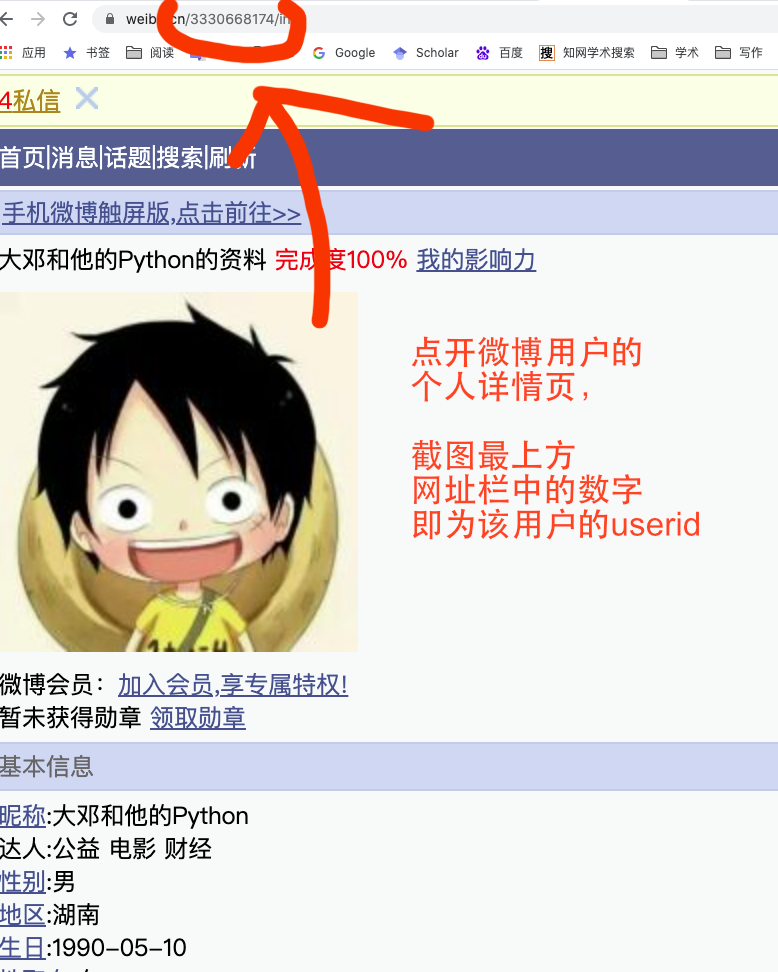 weibo.cn/3330668174/in
应用 书签 阅读 Google Scholar 百度 搜 知网学术搜索 学术 写作
4私信
首页|消息|话题|搜索|刷新
手机微博触屏版,点击前往>>
大邓和他的Python的资料 完成度100% 我的影响力
点开微博用户的
个人详情页，
截图最上方
网址栏中的数字
即为该用户的userid
微博会员：加入会员,享专属特权!
暂未获得勋章 领取勋章
基本信息
昵称:大邓和他的Python
达人:公益 电影 财经
性别:男
地区:湖南
生日:1990-05-10